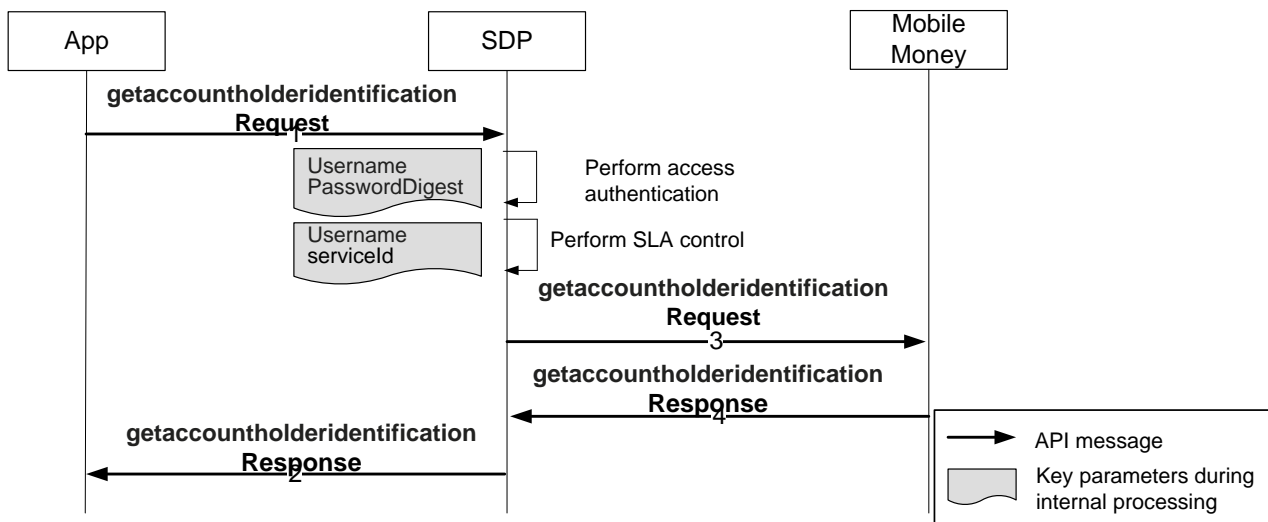 App
SDP
Mobile
Money
getaccountholderidentification
Request
1
Username
PasswordDigest
Perform access
authentication
Username
serviceId
Perform SLA control
getaccountholderidentification
Request
3
getaccountholderidentification
Response
4
getaccountholderidentification
Response
2
API message
Key parameters during
internal processing